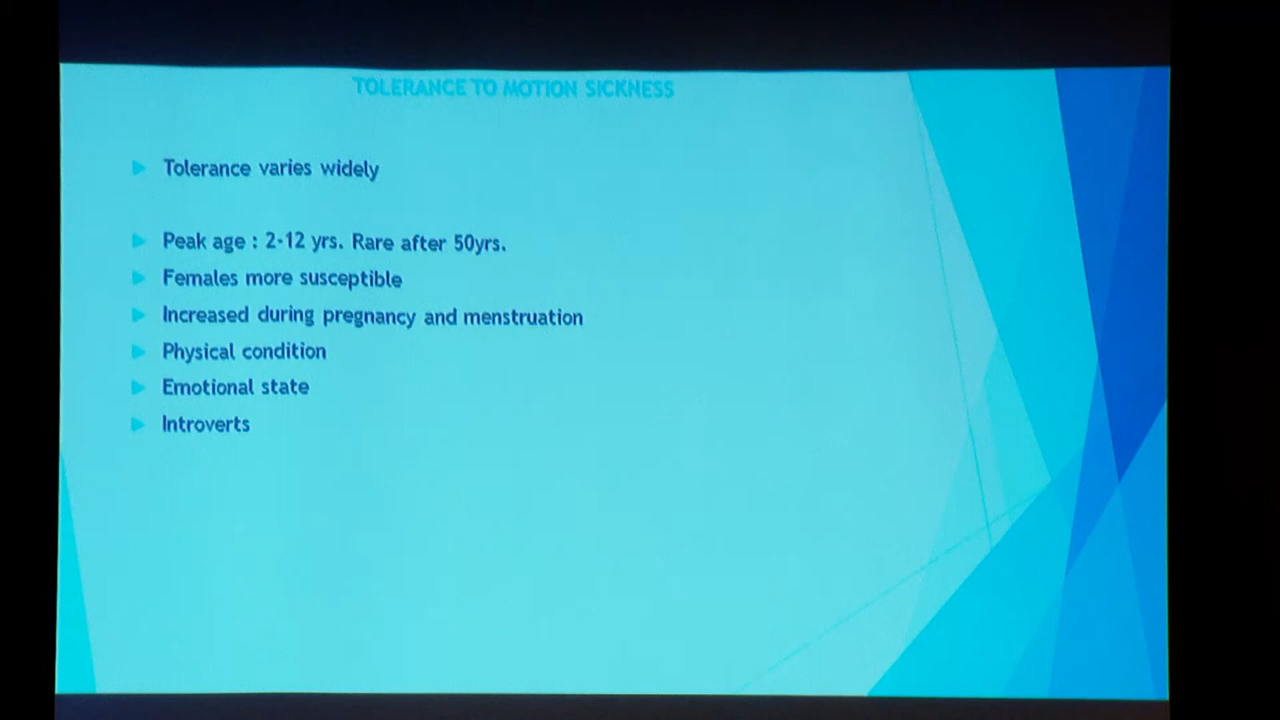 TOLERANCE TO MOTION SICKNESS
Tolerance varies widely
Peak age : 2-12 yrs. Rare after 50yrs.
Females more susceptible
Increased during pregnancy and menstruation
Physical condition
Emotional state
Introverts